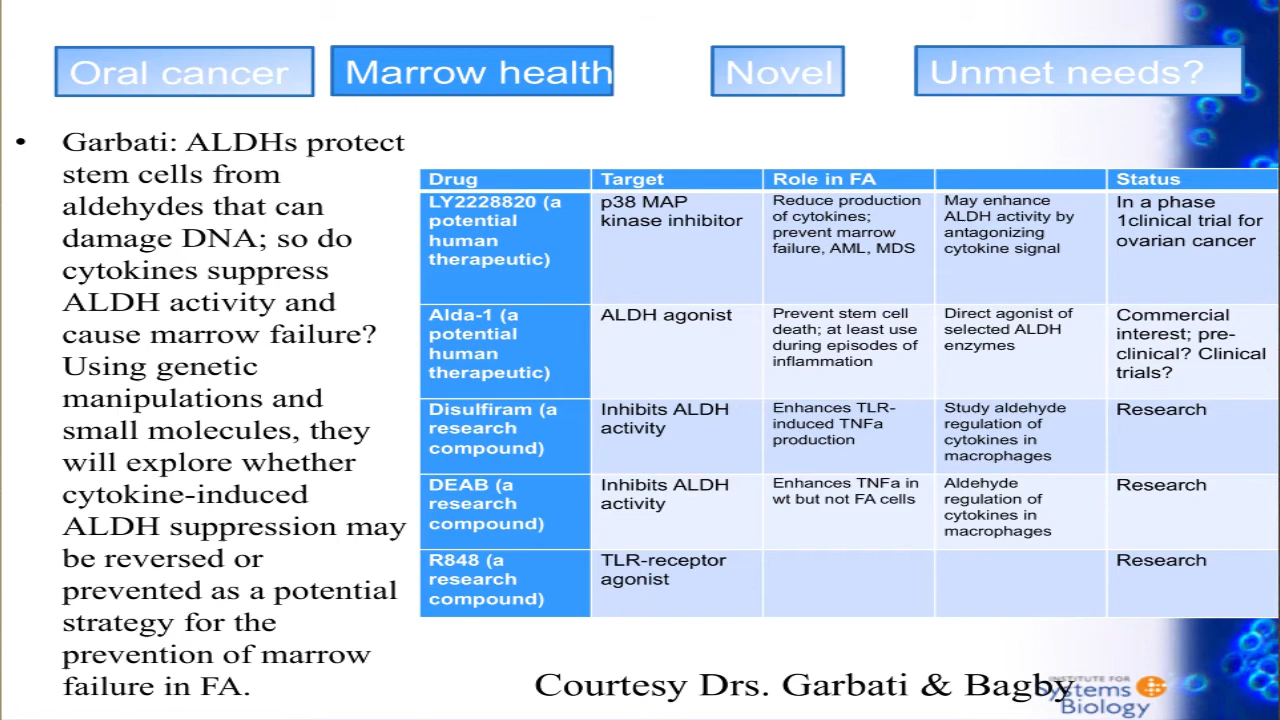 Oral cancer
Marrow health
Novel
Unmet needs?
• Garbati: ALDHs protect
stem cells from
aldehydes that can
damage DNA; so do
cytokines suppress
ALDH activity and
cause marrow failure?
Using genetic
manipulations and
small molecules, they
will explore whether
cytokine-induced
ALDH suppression may
be reversed or
prevented as a potential
strategy for the
prevention of marrow
failure in FA.
Drug
Target
Role in FA
Status
LY2228820 (a
potential
human
therapeutic)
p38 MAP
kinase inhibitor
Reduce production
of cytokines;
prevent marrow
failure, AML, MDS
May enhance
ALDH activity by
antagonizing
cytokine signal
In a phase
1clinical trial for
ovarian cancer
Alda-1 (a
potential
human
therapeutic)
ALDH agonist
Prevent stem cell
death; at least use
during episodes of
inflammation
Direct agonist of
selected ALDH
enzymes
Commercial
interest; pre-
clinical? Clinical
trials?
Disulfiram (a
research
compound)
Inhibits ALDH
activity
Enhances TLR-
induced TNFa
production
Study aldehyde
regulation of
cytokines in
macrophages
Research
DEAB (a
research
compound)
Inhibits ALDH
activity
Enhances TNFa in
wt but not FA cells
Aldehyde
regulation of
cytokines in
macrophages
Research
R848 (a
research
compound)
TLR-receptor
agonist
Research
Courtesy Drs. Garbati & Bagby
INSTITUTE FOR
Systems
Biology